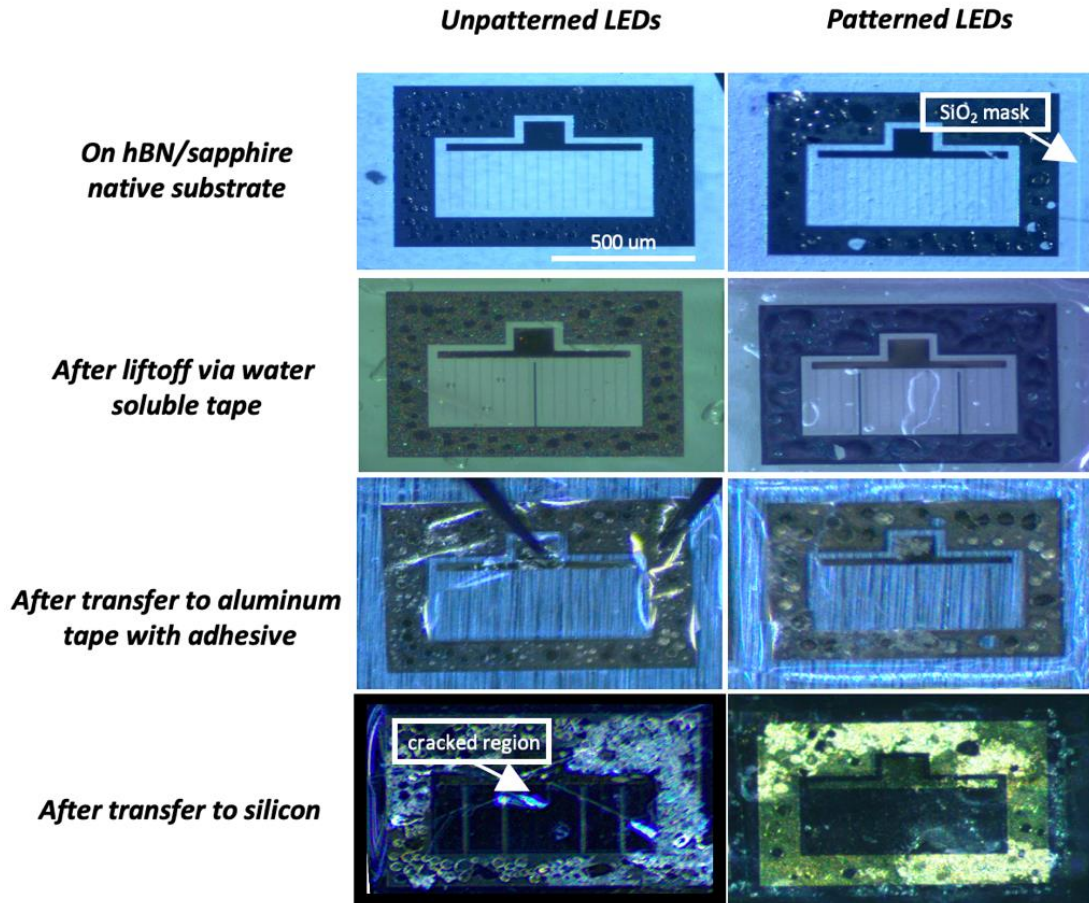 Unpatterned LEDs
Patterned LEDs
On hBN/sapphire
native substrate
SiO₂ mask
500 um
After liftoff via water
soluble tape
After transfer to aluminum
tape with adhesive
cracked region
After transfer to silicon